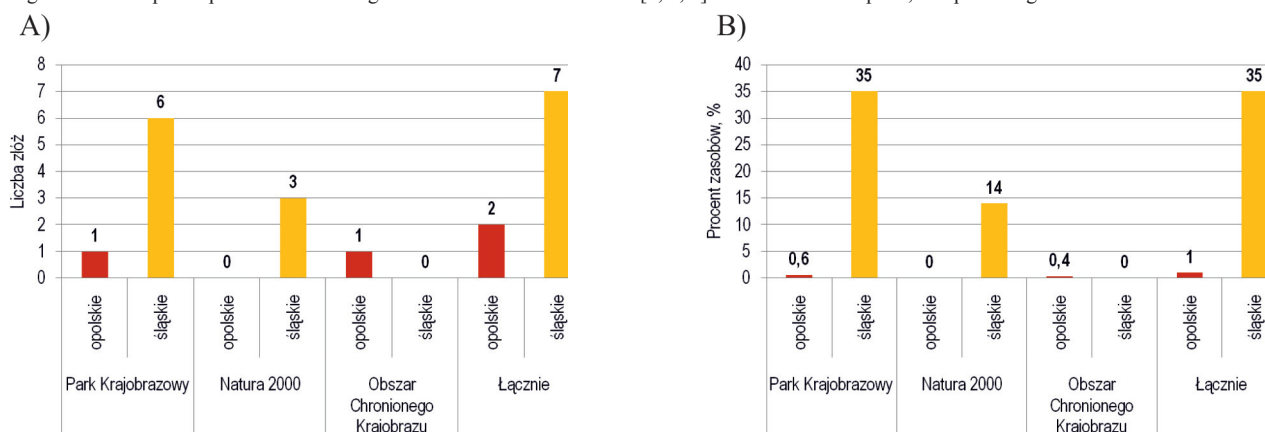 A)
8
7
6
5
4
3
2
1
0
Liczba złóż
1
6
0
3
1
0
2
7
opolskie
śląskie
opolskie
śląskie
opolskie
śląskie
opolskie
śląskie
Park Krajobrazowy
Natura 2000
Obszar
Chronionego
Krajobrazu
Łącznie
B)
40
35
30
25
20
15
10
5
0
Procent zasobów, %
0,6
35
0
14
0,4
0
1
35
opolskie
śląskie
opolskie
śląskie
opolskie
śląskie
opolskie
śląskie
Park Krajobrazowy
Natura 2000
Obszar
Chronionego
Krajobrazu
Łącznie